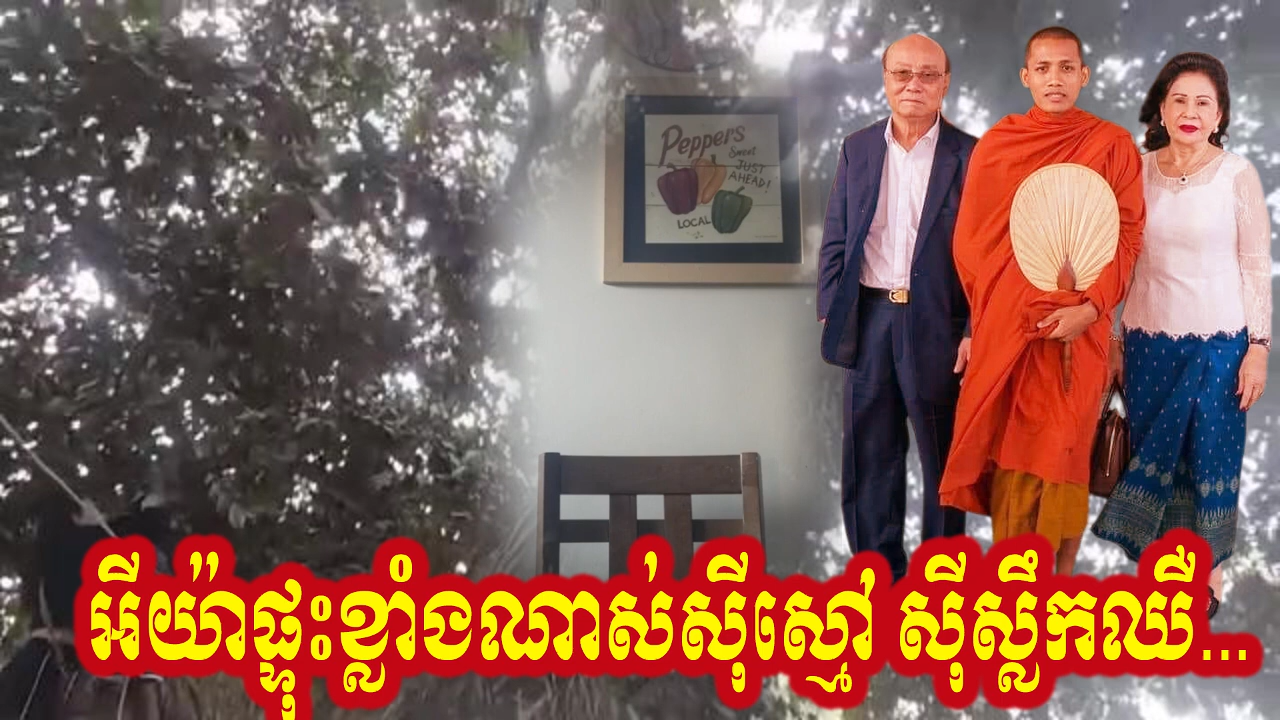 Peppers
Sweet
JUST
AHEAD!
LOCAL
អីយ៉ាផ្ទុះខ្លាំងណាស់ស៊ីស្មៅ ស៊ីស្លឹកឈឺ...